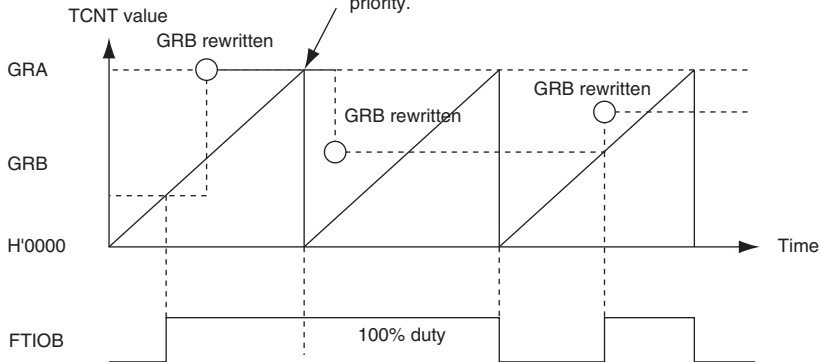 priority.
TCNT value
GRB rewritten
GRA
GRB rewritten
GRB rewritten
GRB
H'0000
Time
FTIOB
100% duty